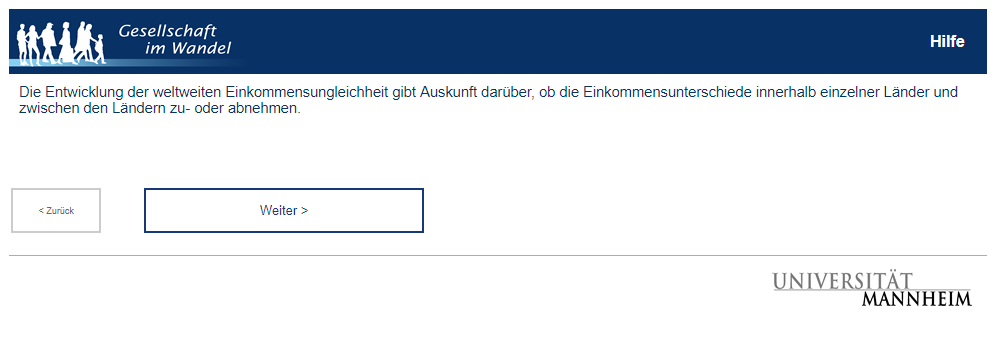 Gesellschaft
im Wandel
Hilfe
Die Entwicklung der weltweiten Einkommensungleichheit gibt Auskunft darüber, ob die Einkommensunterschiede innerhalb einzelner Länder und
zwischen den Ländern zu- oder abnehmen.
< Zurück
Weiter >
UNIVERSITÄT
MANNHEIM